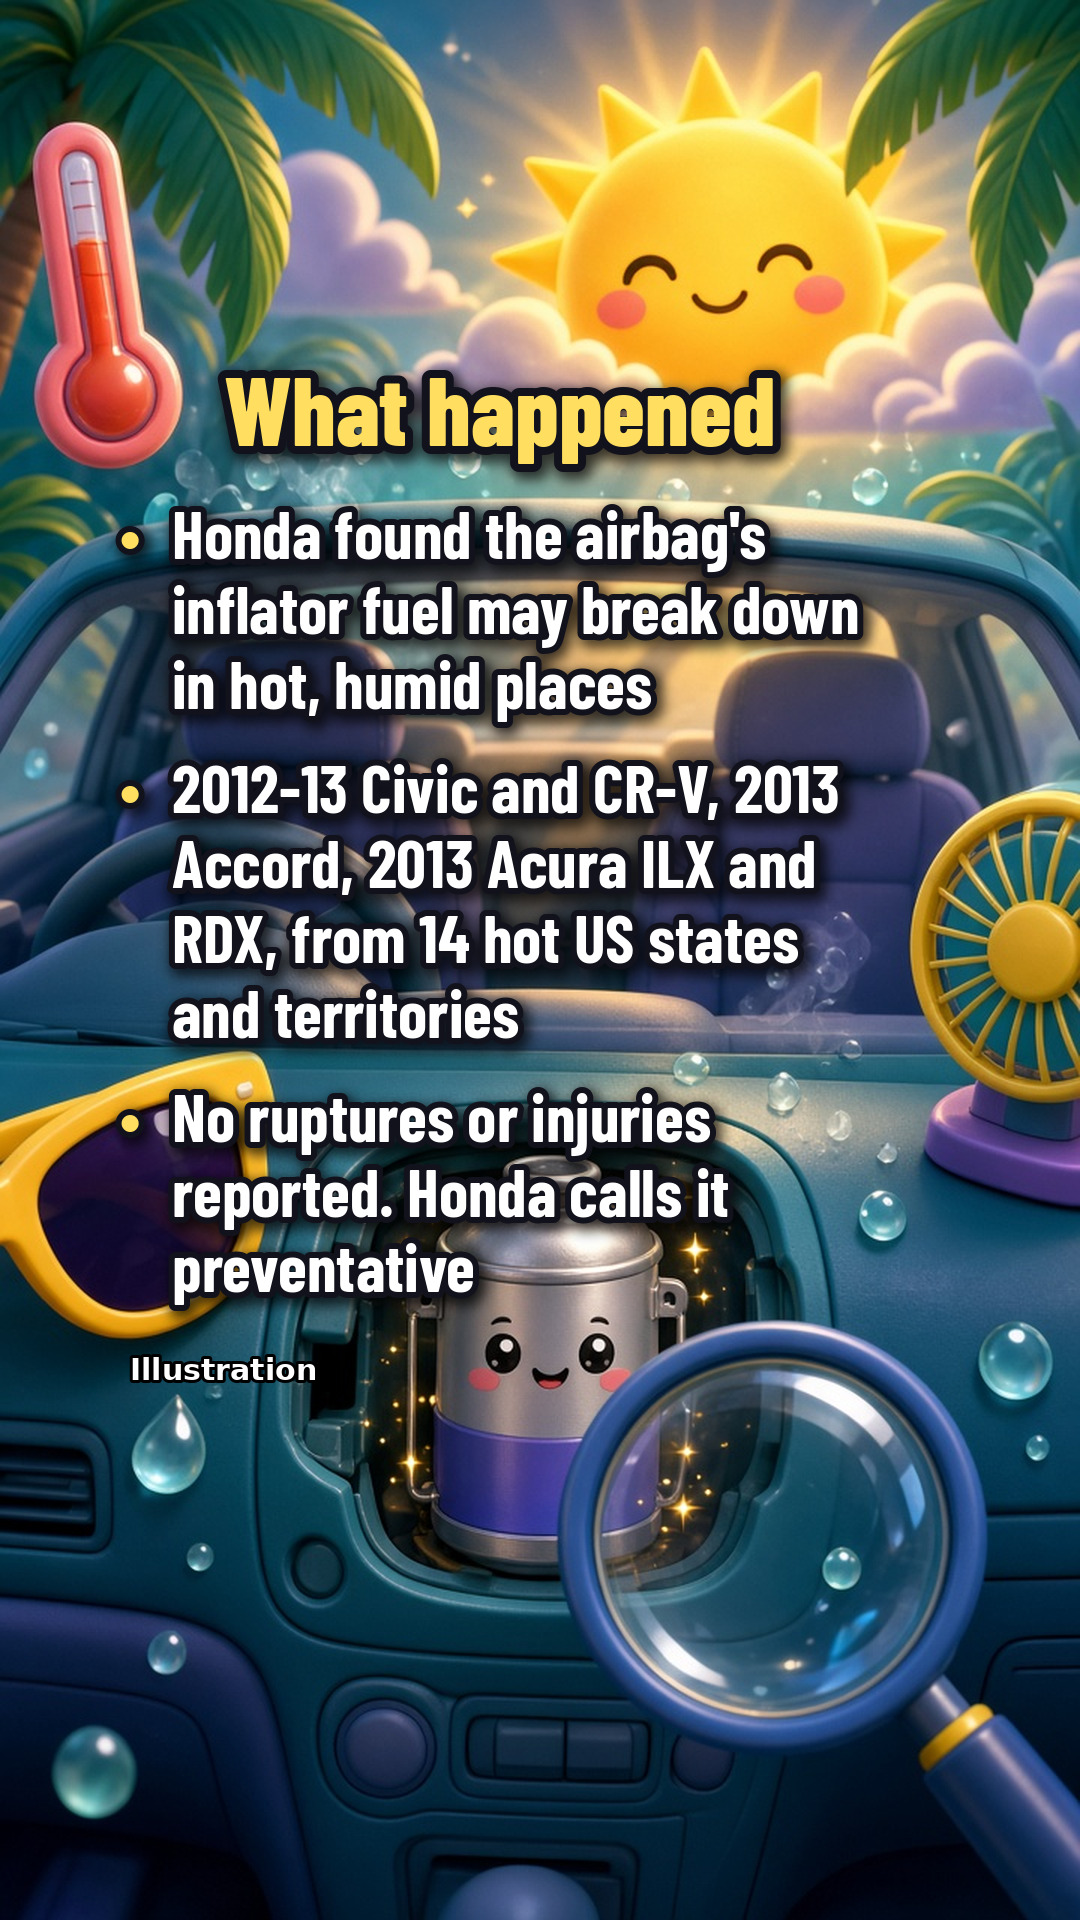 What happened
• Honda found the airbag's
inflator fuel may break down
in hot, humid places
• 2012-13 Civic and CR-V, 2013
Accord, 2013 Acura ILX and
RDX, from 14 hot US states
and territories
• No ruptures or injuries
reported. Honda calls it
preventative
Illustration